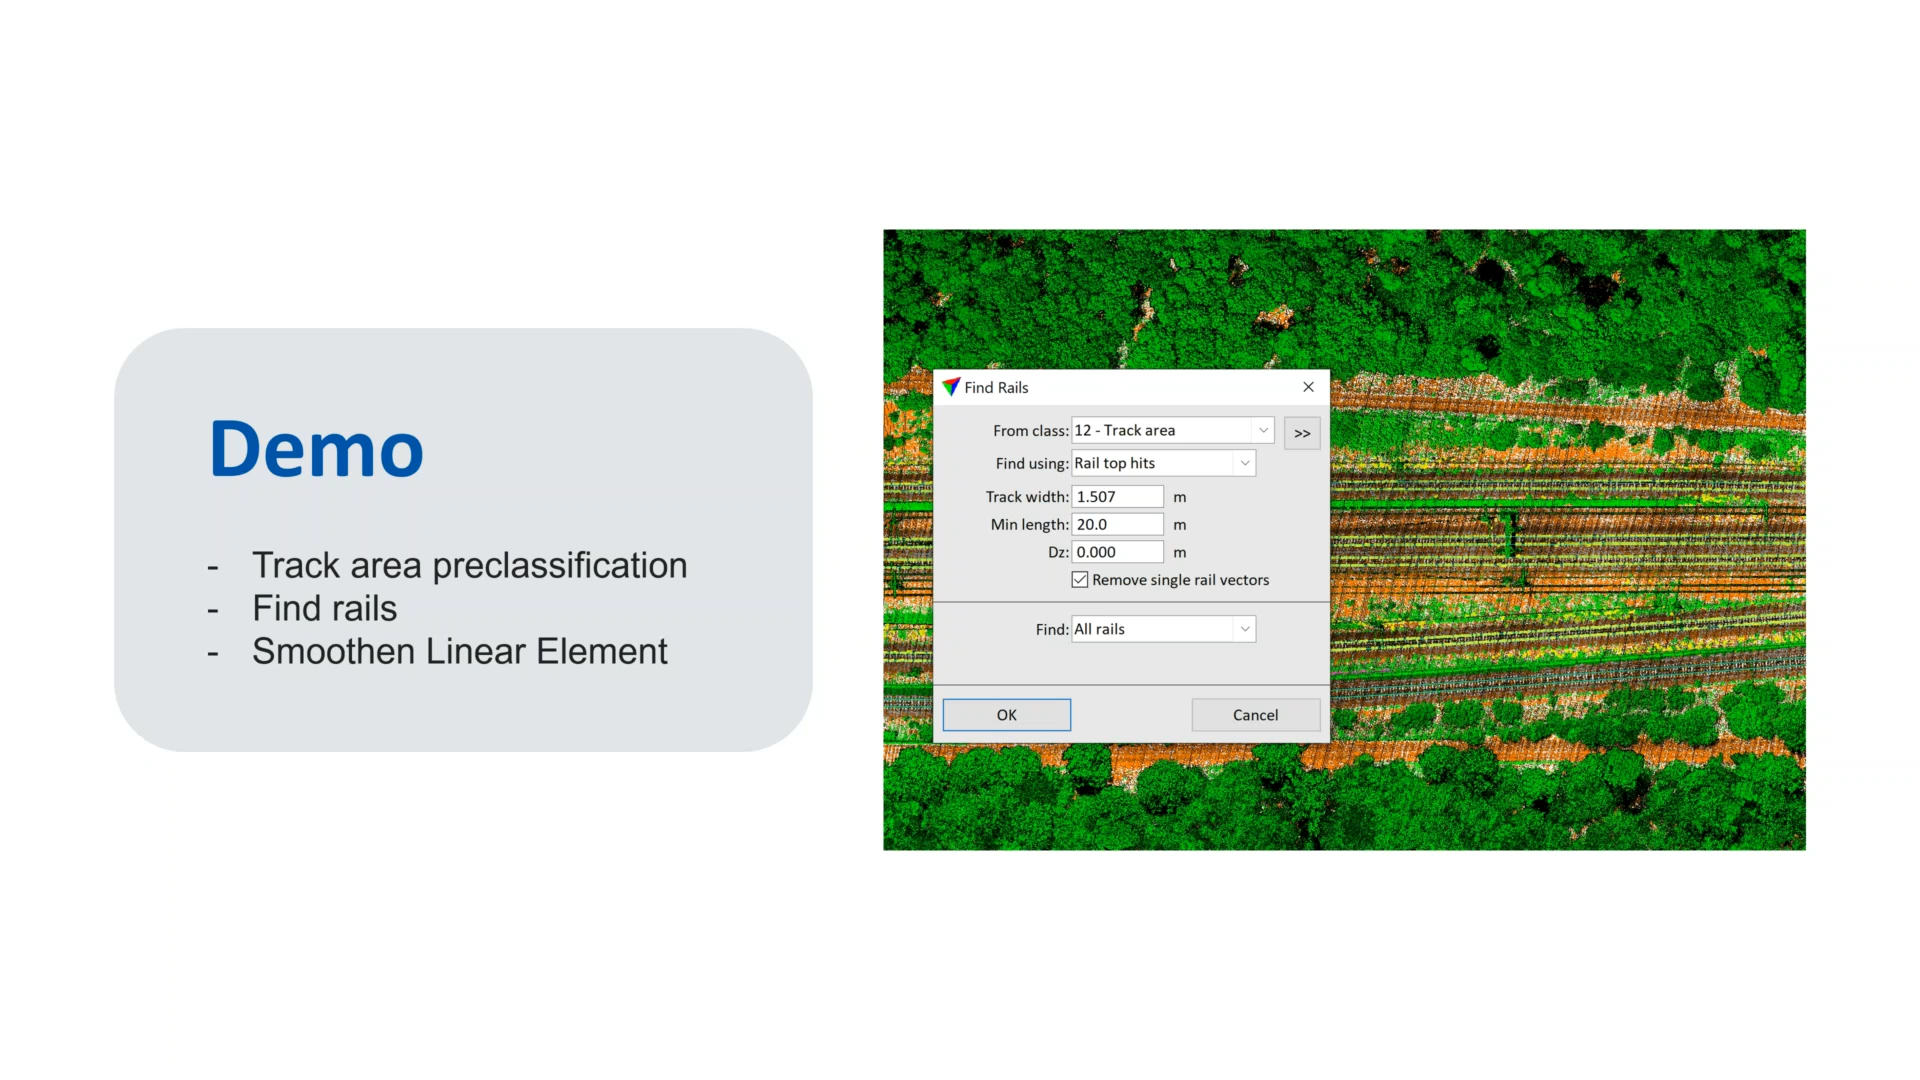 Demo
- Track area preclassification
- Find rails
- Smoothen Linear Element
Find Rails
From class: 12 - Track area >>
Find using: Rail top hits
Track width: 1.507 m
Min length: 20.0 m
Dz: 0.000 m
Remove single rail vectors
Find: All rails
OK Cancel